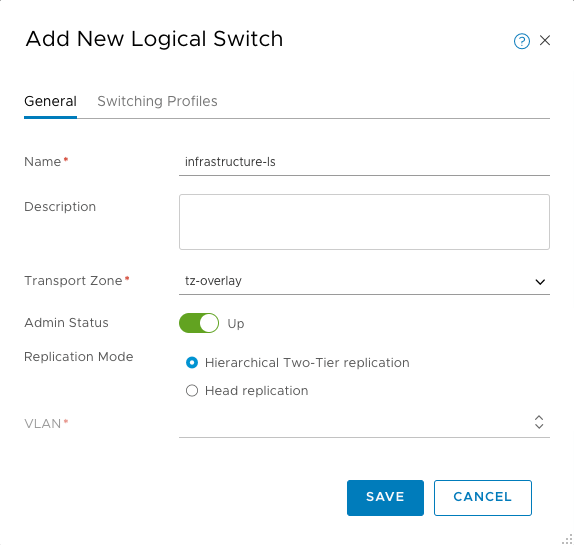 Add New Logical Switch
General Switching Profiles
Name* infrastructure-ls
Description
Transport Zone* tz-overlay
Admin Status Up
Replication Mode Hierarchical Two-Tier replication
Head replication
VLAN*
SAVE CANCEL